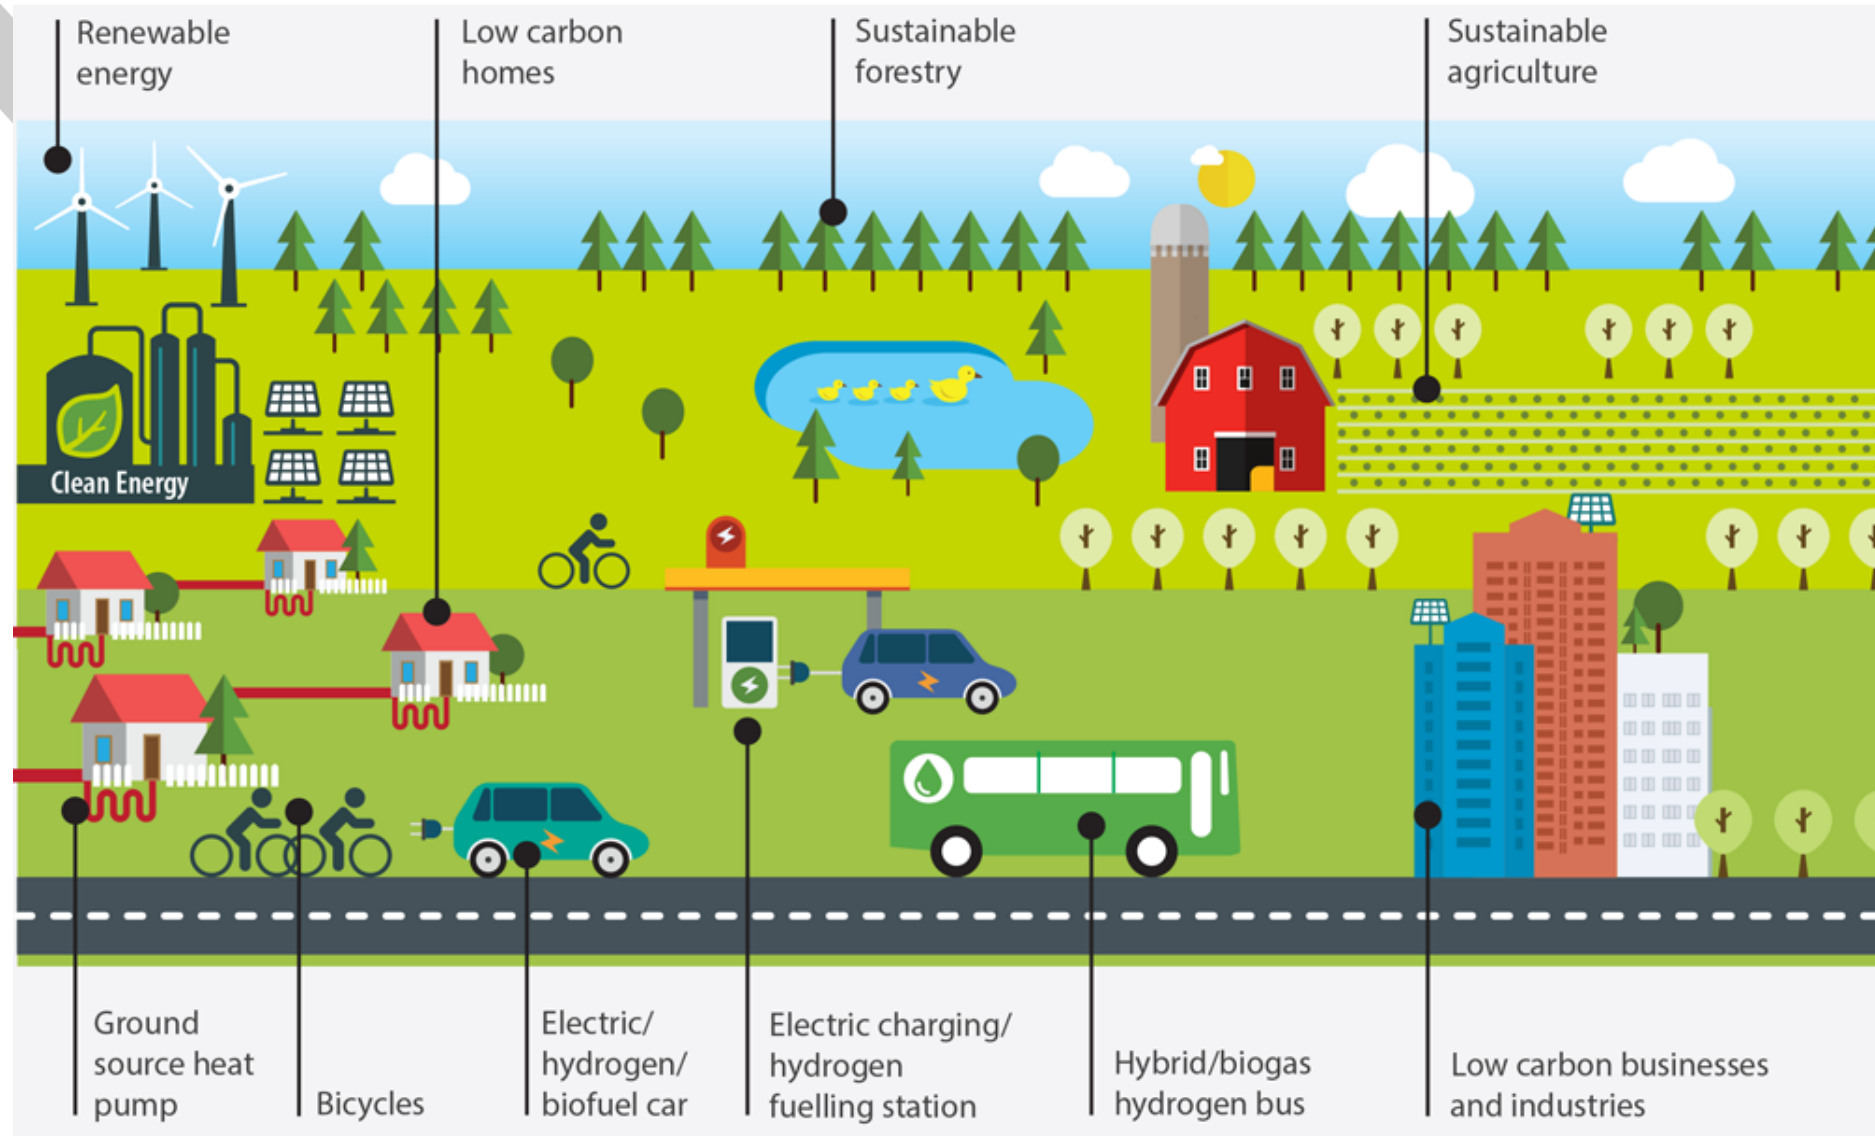 Renewable
energy
Low carbon
homes
Sustainable
forestry
Sustainable
agriculture
Clean Energy
Ground
source heat
pump
Bicycles
Electric/
hydrogen/
biofuel car
Electric charging/
hydrogen
fuelling station
Hybrid/biogas
hydrogen bus
Low carbon businesses
and industries